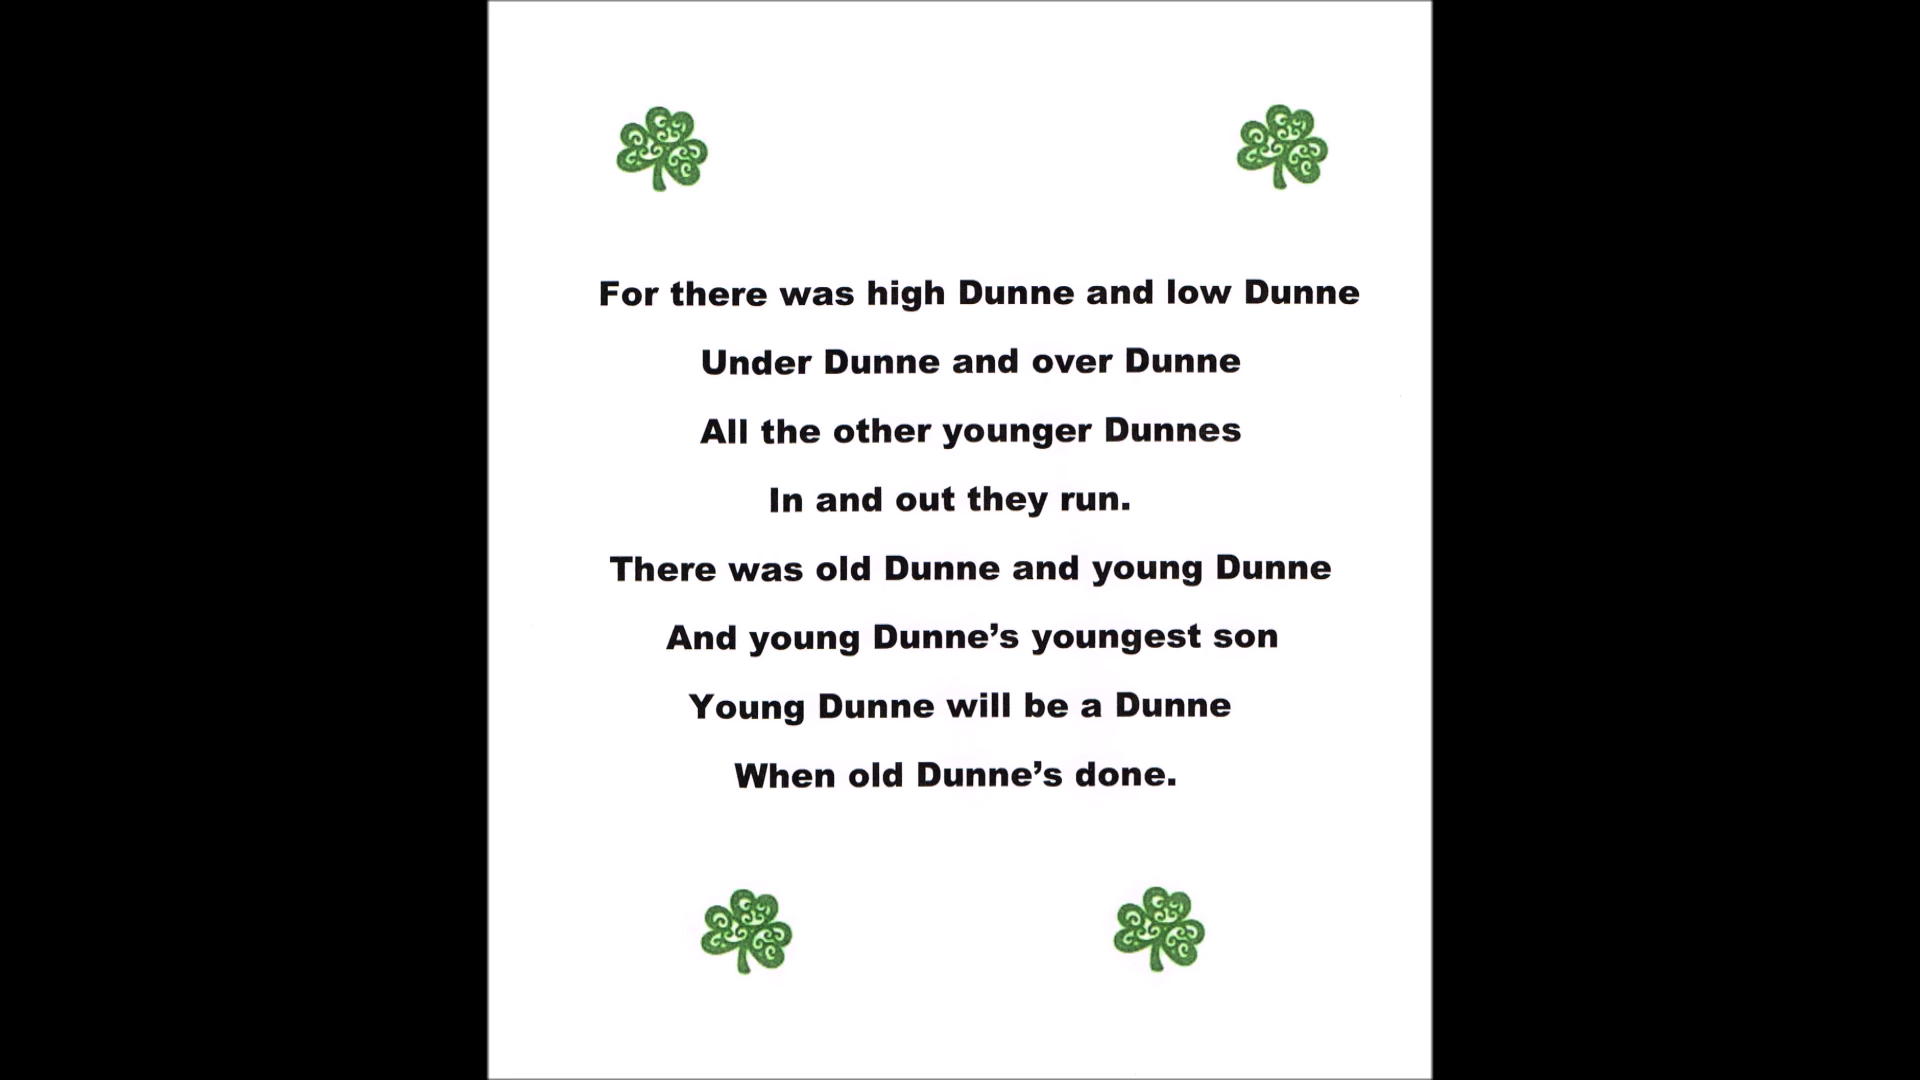 For there was high Dunne and low Dunne
Under Dunne and over Dunne
All the other younger Dunnes
In and out they run.
There was old Dunne and young Dunne
And young Dunne’s youngest son
Young Dunne will be a Dunne
When old Dunne’s done.